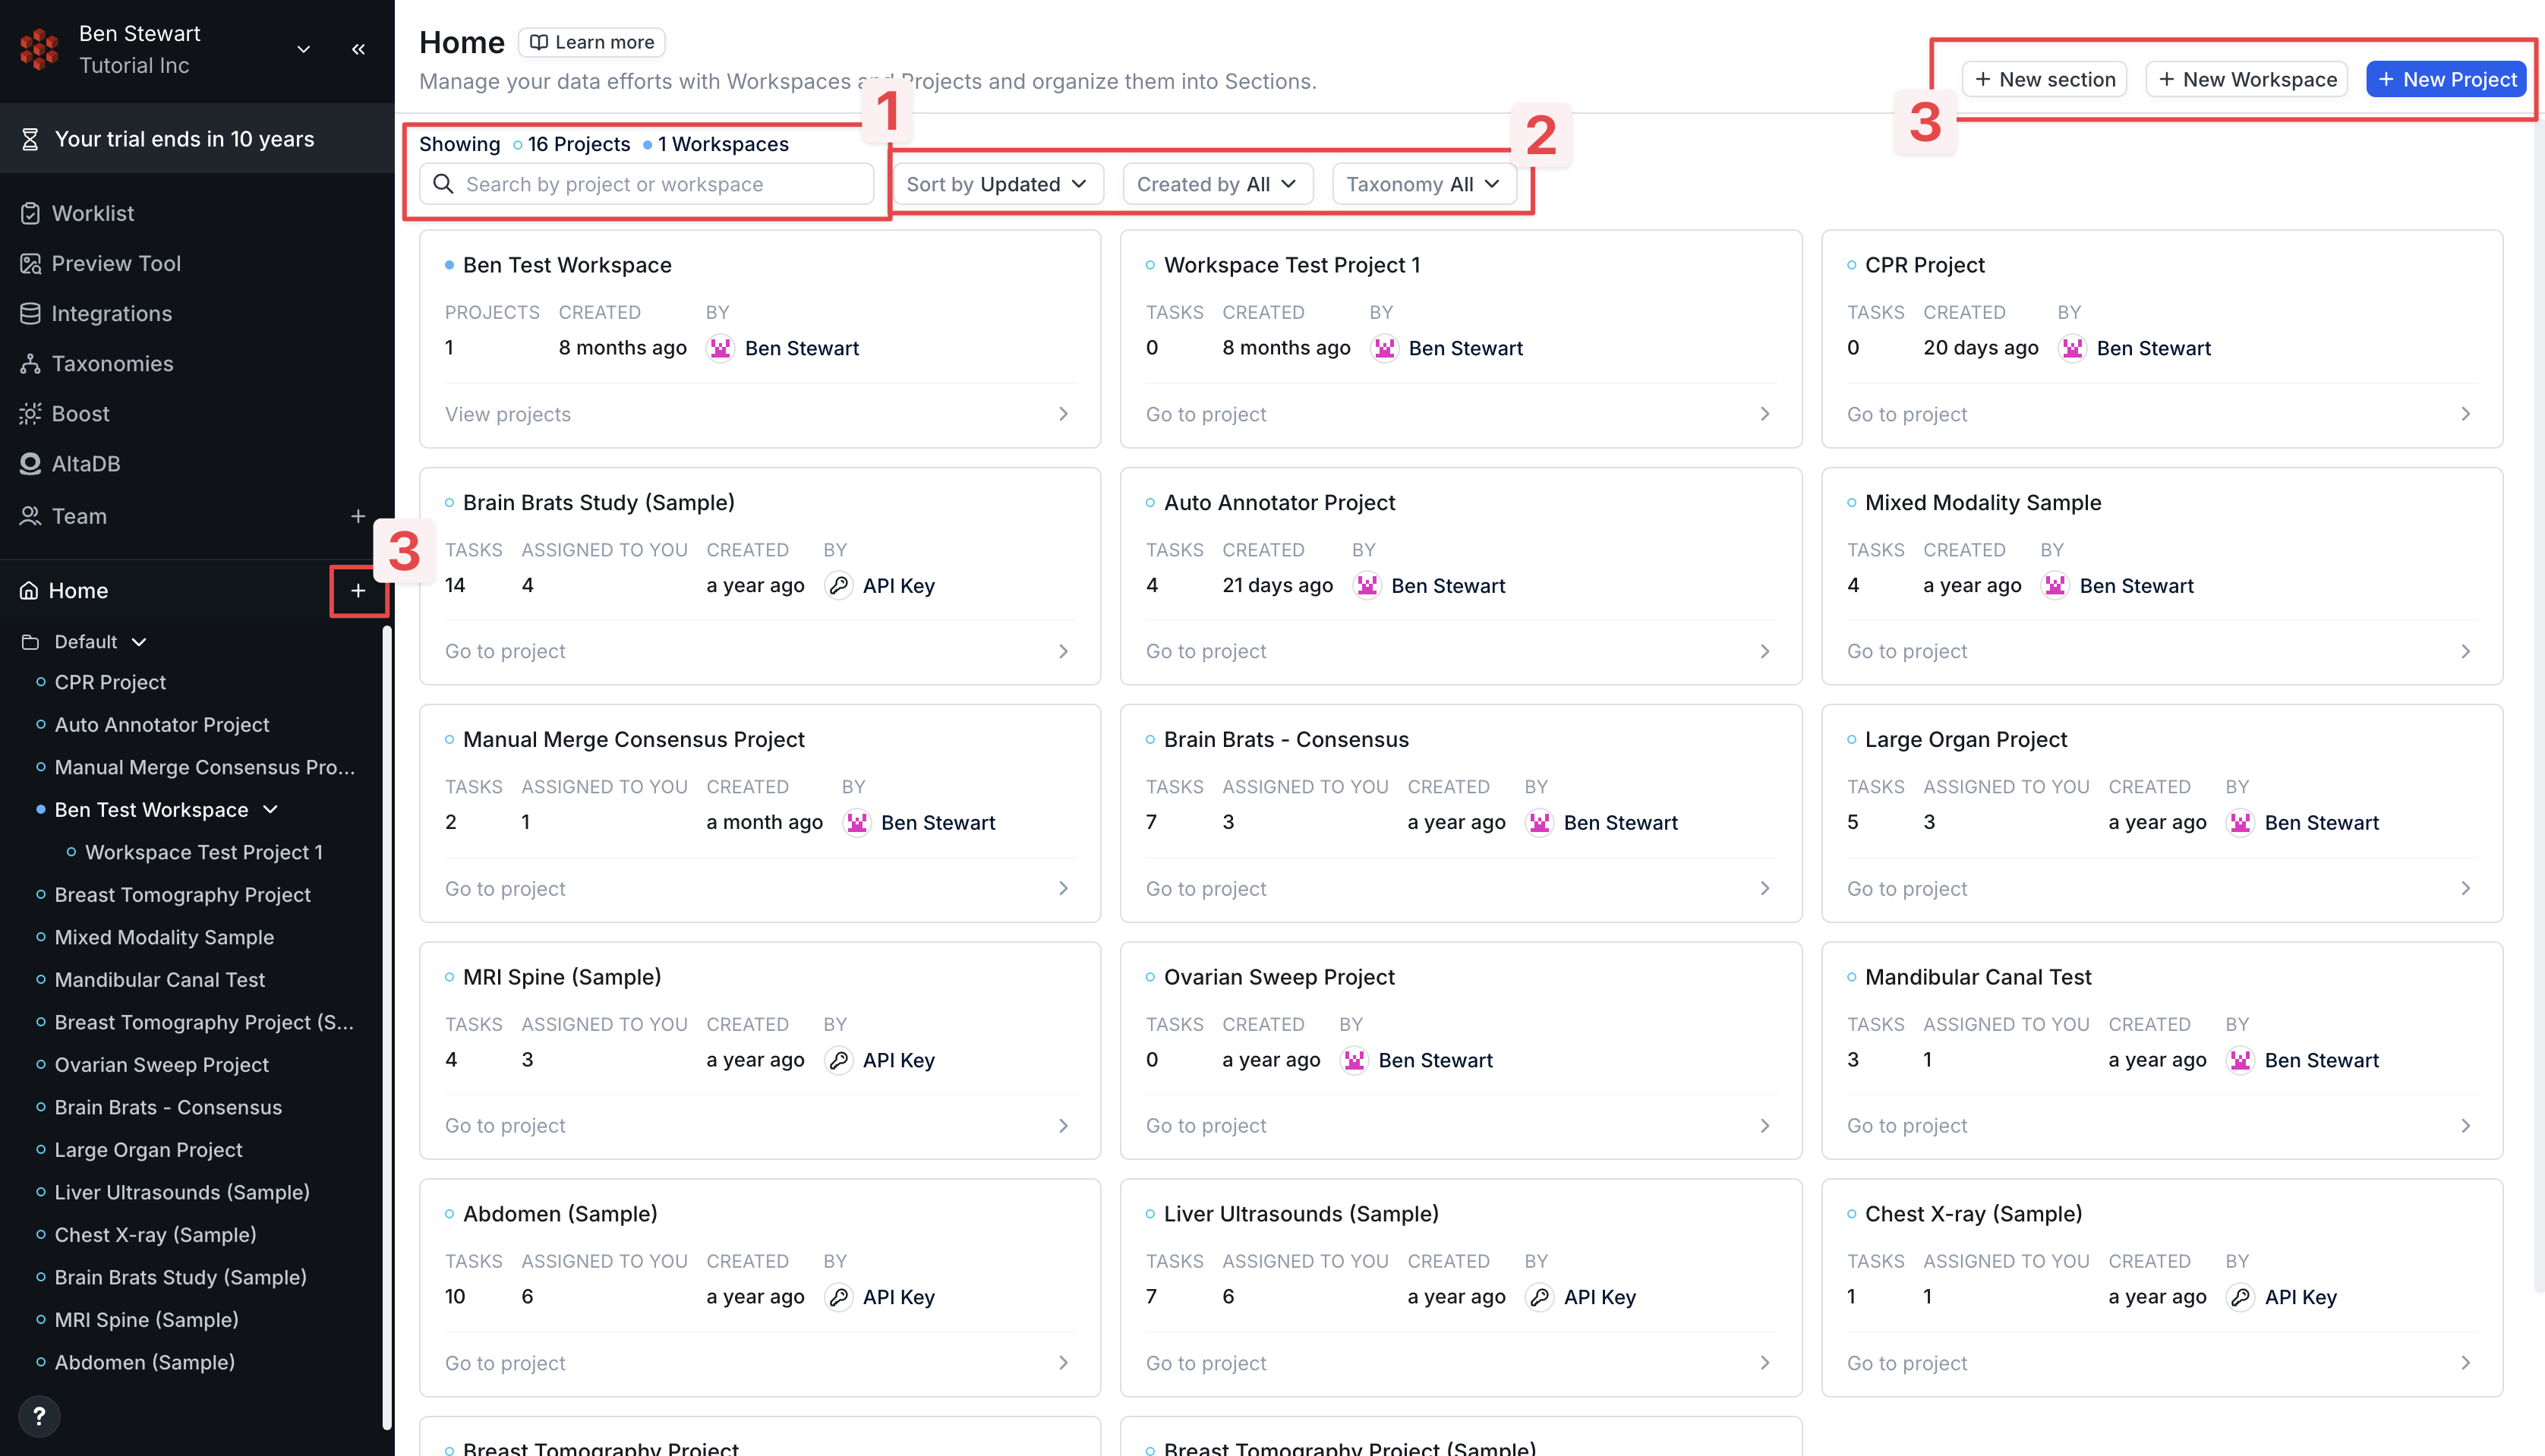 Ben Stewart
Tutorial Inc
Your trial ends in 10 years
Worklist
Preview Tool
Integrations
Taxonomies
Boost
AltaDB
Team
3
Home
Default
CPR Project
Auto Annotator Project
Manual Merge Consensus Pro...
Ben Test Workspace
Workspace Test Project 1
Breast Tomography Project
Mixed Modality Sample
Mandibular Canal Test
Breast Tomography Project (S...
Ovarian Sweep Project
Brain Brats - Consensus
Large Organ Project
Liver Ultrasounds (Sample)
Chest X-ray (Sample)
Brain Brats Study (Sample)
MRI Spine (Sample)
Abdomen (Sample)
?
Home Learn more
Manage your data efforts with Workspaces and Projects and organize them into Sections.
+ New section + New Workspace + New Project
3
1
2
Showing 16 Projects 1 Workspaces
Search by project or workspace Sort by Updated Created by All Taxonomy All
Ben Test Workspace
PROJECTS CREATED BY
1 8 months ago Ben Stewart
View projects
Workspace Test Project 1
TASKS CREATED BY
0 8 months ago Ben Stewart
Go to project
CPR Project
TASKS CREATED BY
0 20 days ago Ben Stewart
Go to project
Brain Brats Study (Sample)
TASKS ASSIGNED TO YOU CREATED BY
14 4 a year ago API Key
Go to project
Auto Annotator Project
TASKS CREATED BY
4 21 days ago Ben Stewart
Go to project
Mixed Modality Sample
TASKS CREATED BY
4 a year ago Ben Stewart
Go to project
Manual Merge Consensus Project
TASKS ASSIGNED TO YOU CREATED BY
2 1 a month ago Ben Stewart
Go to project
Brain Brats - Consensus
TASKS ASSIGNED TO YOU CREATED BY
7 3 a year ago Ben Stewart
Go to project
Large Organ Project
TASKS ASSIGNED TO YOU CREATED BY
5 3 a year ago Ben Stewart
Go to project
MRI Spine (Sample)
TASKS ASSIGNED TO YOU CREATED BY
4 3 a year ago API Key
Go to project
Ovarian Sweep Project
TASKS CREATED BY
0 a year ago Ben Stewart
Go to project
Mandibular Canal Test
TASKS ASSIGNED TO YOU CREATED BY
3 1 a year ago Ben Stewart
Go to project
Abdomen (Sample)
TASKS ASSIGNED TO YOU CREATED BY
10 6 a year ago API Key
Go to project
Liver Ultrasounds (Sample)
TASKS ASSIGNED TO YOU CREATED BY
7 6 a year ago API Key
Go to project
Chest X-ray (Sample)
TASKS ASSIGNED TO YOU CREATED BY
1 1 a year ago API Key
Go to project
Breast Tomography Project
Breast Tomography Project (Sample)